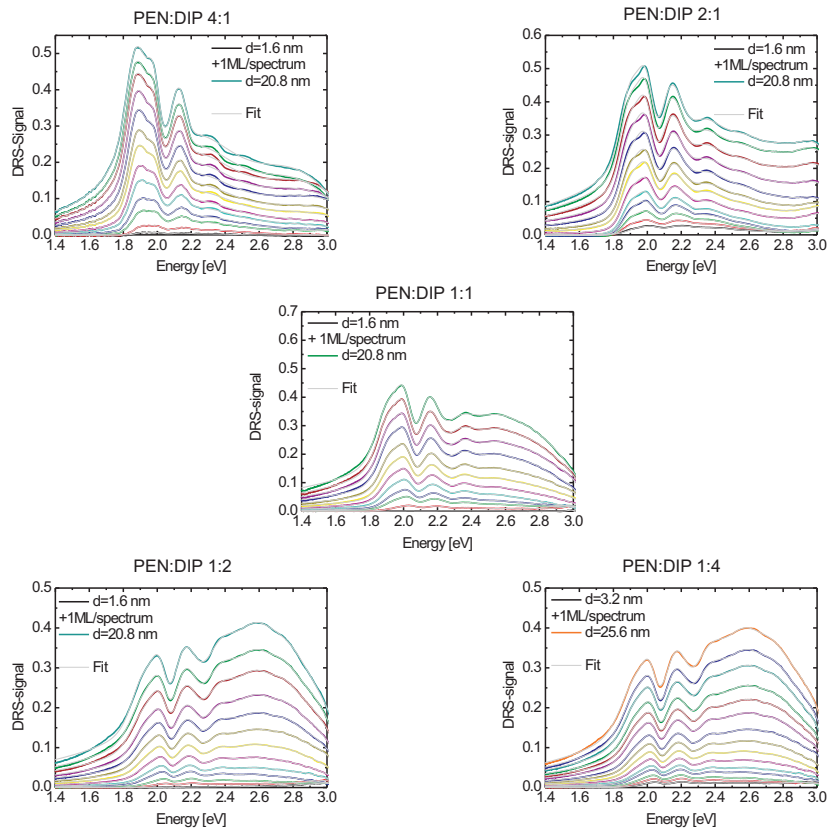 PEN:DIP 4:1
0.5
0.4
0.3
0.2
0.1
0.0
DRS-Signal
d=1.6 nm
+1ML/spectrum
d=20.8 nm
Fit
1.4 1.6 1.8 2.0 2.2 2.4 2.6 2.8 3.0
Energy [eV]
PEN:DIP 2:1
0.6
0.5
0.4
0.3
0.2
0.1
0.0
DRS-Signal
d=1.6 nm
+1ML/spectrum
d=20.8 nm
Fit
1.4 1.6 1.8 2.0 2.2 2.4 2.6 2.8 3.0
Energy [eV]
PEN:DIP 1:1
0.7
0.6
0.5
0.4
0.3
0.2
0.1
0.0
DRS-signal
d=1.6 nm
+ 1ML/spectrum
d=20.8 nm
Fit
1.4 1.6 1.8 2.0 2.2 2.4 2.6 2.8 3.0
Energy [eV]
PEN:DIP 1:2
0.5
0.4
0.3
0.2
0.1
0.0
DRS-signal
d=1.6 nm
+1ML/spectrum
d=20.8 nm
Fit
1.4 1.6 1.8 2.0 2.2 2.4 2.6 2.8 3.0
Energy [eV]
PEN:DIP 1:4
0.5
0.4
0.3
0.2
0.1
0.0
DRS-signal
d=3.2 nm
+1ML/spectrum
d=25.6 nm
Fit
1.4 1.6 1.8 2.0 2.2 2.4 2.6 2.8 3.0
Energy [eV]